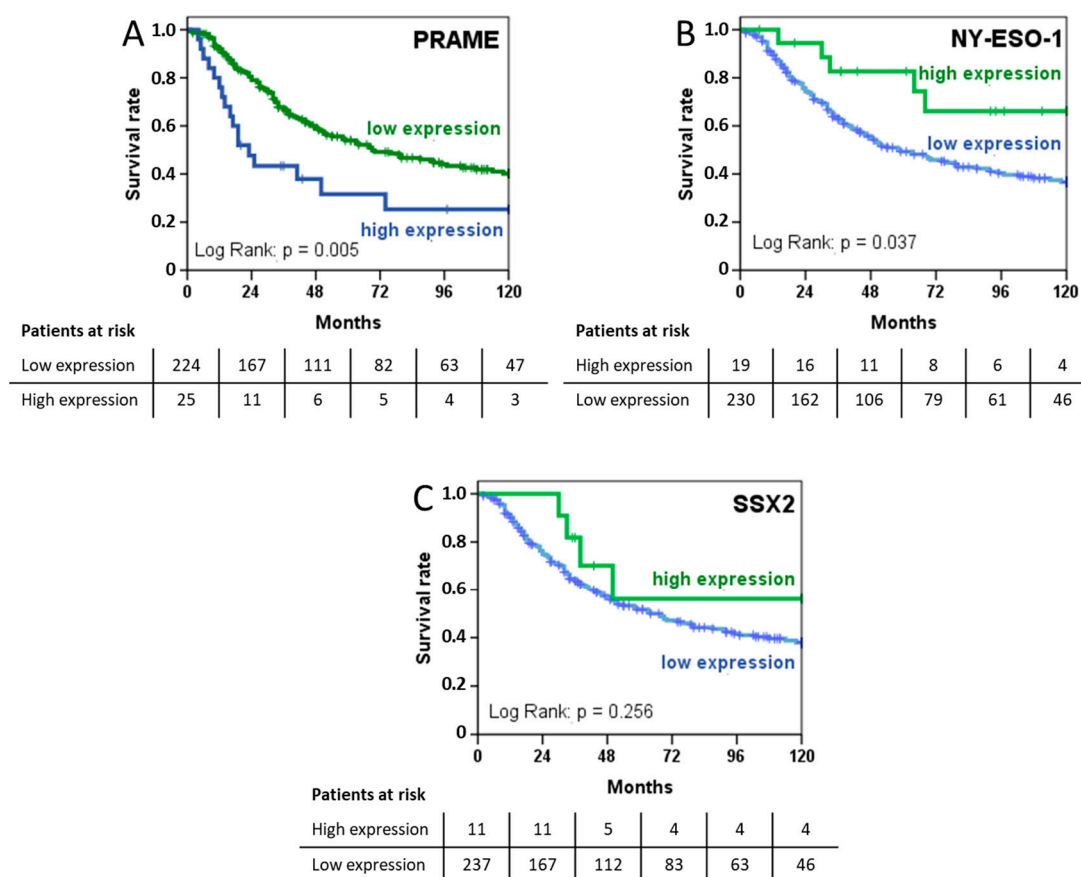 A
PRAME
1.0
0.8
0.6
0.4
0.2
0
Survival rate
low expression
high expression
Log Rank: p = 0.005
0 24 48 72 96 120
Months
Patients at risk
Low expression 224 167 111 82 63 47
High expression 25 11 6 5 4 3
B
NY-ESO-1
1.0
0.8
0.6
0.4
0.2
0
Survival rate
high expression
low expression
Log Rank: p = 0.037
0 24 48 72 96 120
Months
Patients at risk
High expression 19 16 11 8 6 4
Low expression 230 162 106 79 61 46
C
SSX2
1.0
0.8
0.6
0.4
0.2
0
Survival rate
high expression
low expression
Log Rank: p = 0.256
0 24 48 72 96 120
Months
Patients at risk
High expression 11 11 5 4 4 4
Low expression 237 167 112 83 63 46